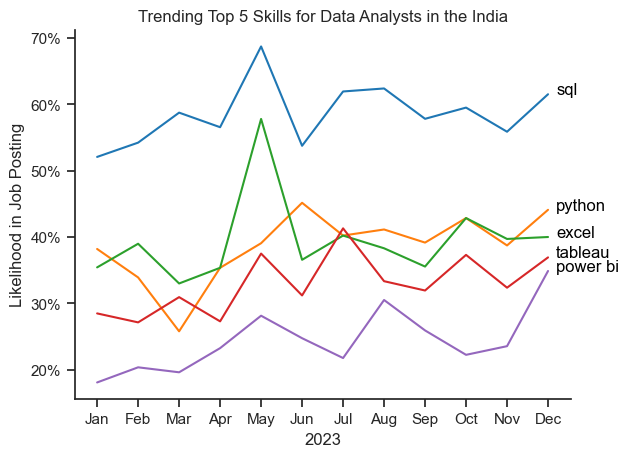 Trending Top 5 Skills for Data Analysts in the India
Likelihood in Job Posting
70%
60%
50%
40%
30%
20%
sql
python
excel
tableau
power bi
Jan Feb Mar Apr May Jun Jul Aug Sep Oct Nov Dec
2023